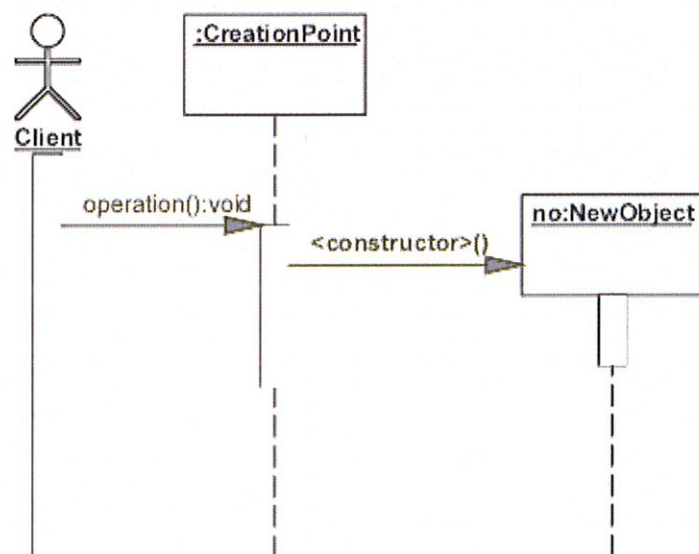 :CreationPoint
Client
operation():void
no:NewObject
<constructor>()